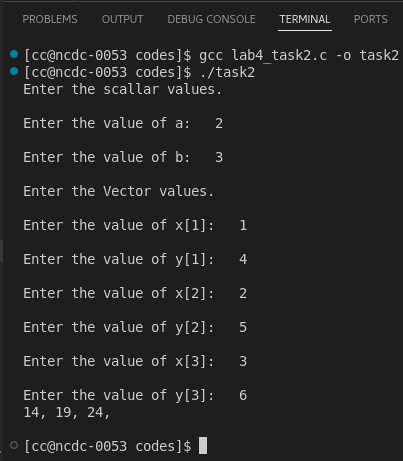 PROBLEMS OUTPUT DEBUG CONSOLE TERMINAL PORTS
[cc@ncdc-0053 codes]$ gcc lab4_task2.c -o task2
[cc@ncdc-0053 codes]$ ./task2
Enter the scallar values.
Enter the value of a: 2
Enter the value of b: 3
Enter the Vector values.
Enter the value of x[1]: 1
Enter the value of y[1]: 4
Enter the value of x[2]: 2
Enter the value of y[2]: 5
Enter the value of x[3]: 3
Enter the value of y[3]: 6
14, 19, 24,
[cc@ncdc-0053 codes]$